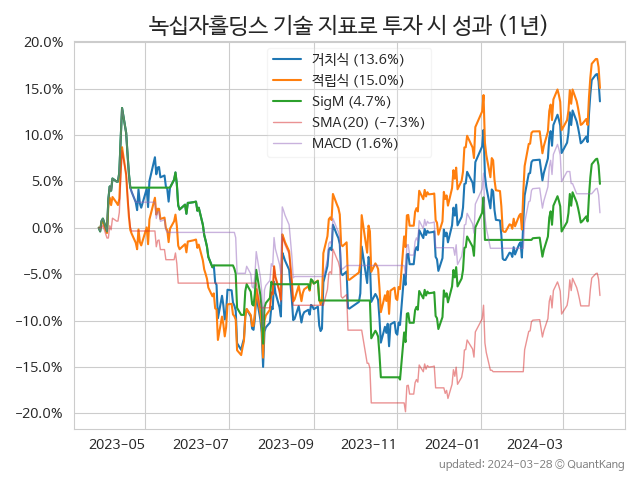 녹십자홀딩스 기술 지표로 투자 시 성과 (1년)
거치식 (13.6%)
적립식 (15.0%)
SigM (4.7%)
SMA(20) (−7.3%)
MACD (1.6%)
20.0%
15.0%
10.0%
5.0%
0.0%
−5.0%
−10.0%
−15.0%
−20.0%
2023-05 2023-07 2023-09 2023-11 2024-01 2024-03
updated: 2024-03-28 © QuantKang